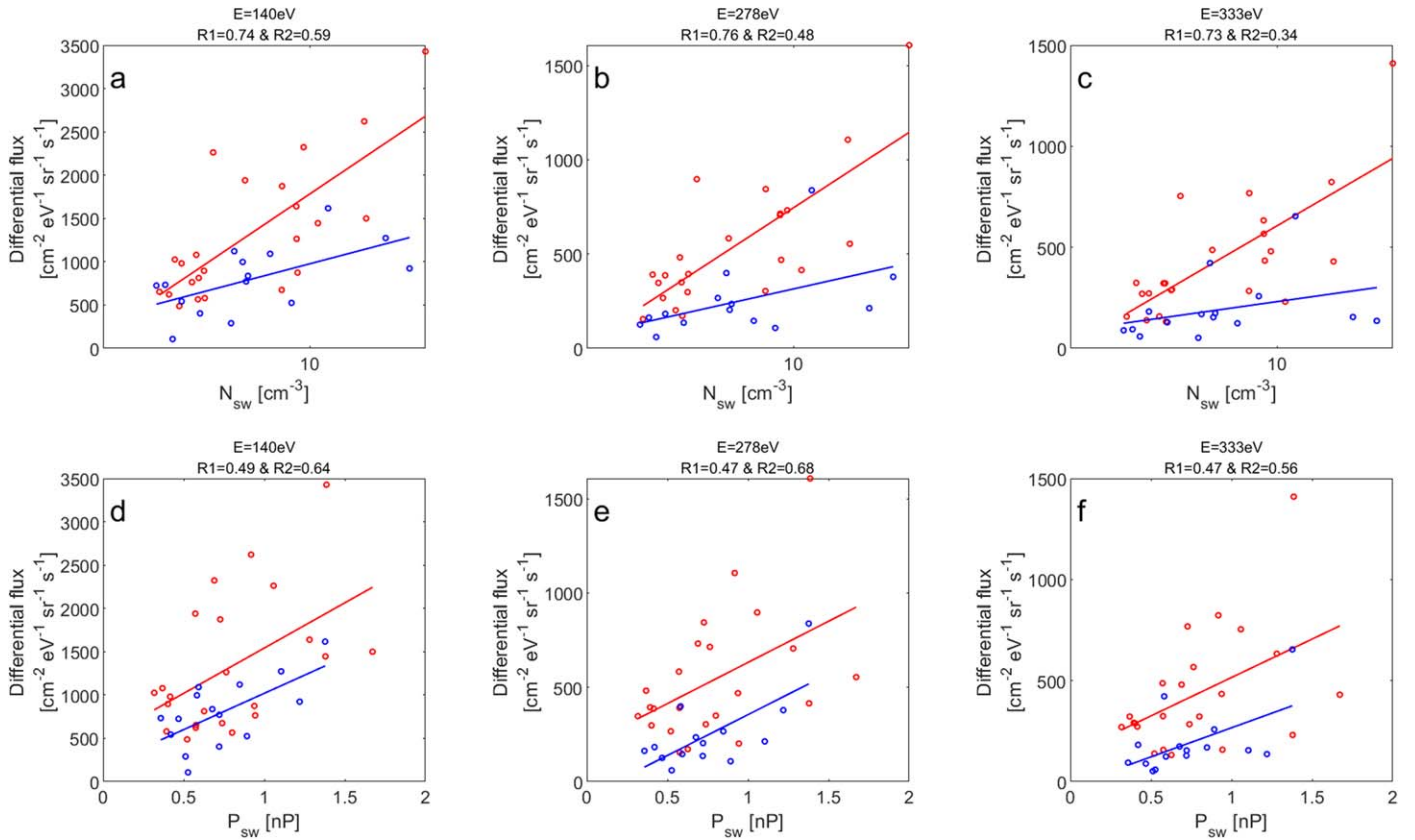 E=140eV
R1=0.74 & R2=0.59
a
3500
3000
2500
2000
1500
1000
500
0
Differential flux
[cm⁻² eV⁻¹ sr⁻¹ s⁻¹]
10
N_sw [cm⁻³]
E=278eV
R1=0.76 & R2=0.48
b
1500
1000
500
0
Differential flux
[cm⁻² eV⁻¹ sr⁻¹ s⁻¹]
10
N_sw [cm⁻³]
E=333eV
R1=0.73 & R2=0.34
c
1500
1000
500
0
Differential flux
[cm⁻² eV⁻¹ sr⁻¹ s⁻¹]
10
N_sw [cm⁻³]
E=140eV
R1=0.49 & R2=0.64
d
3500
3000
2500
2000
1500
1000
500
0
Differential flux
[cm⁻² eV⁻¹ sr⁻¹ s⁻¹]
0 0.5 1 1.5 2
P_sw [nP]
E=278eV
R1=0.47 & R2=0.68
e
1500
1000
500
0
Differential flux
[cm⁻² eV⁻¹ sr⁻¹ s⁻¹]
0 0.5 1 1.5 2
P_sw [nP]
E=333eV
R1=0.47 & R2=0.56
f
1500
1000
500
0
Differential flux
[cm⁻² eV⁻¹ sr⁻¹ s⁻¹]
0 0.5 1 1.5 2
P_sw [nP]